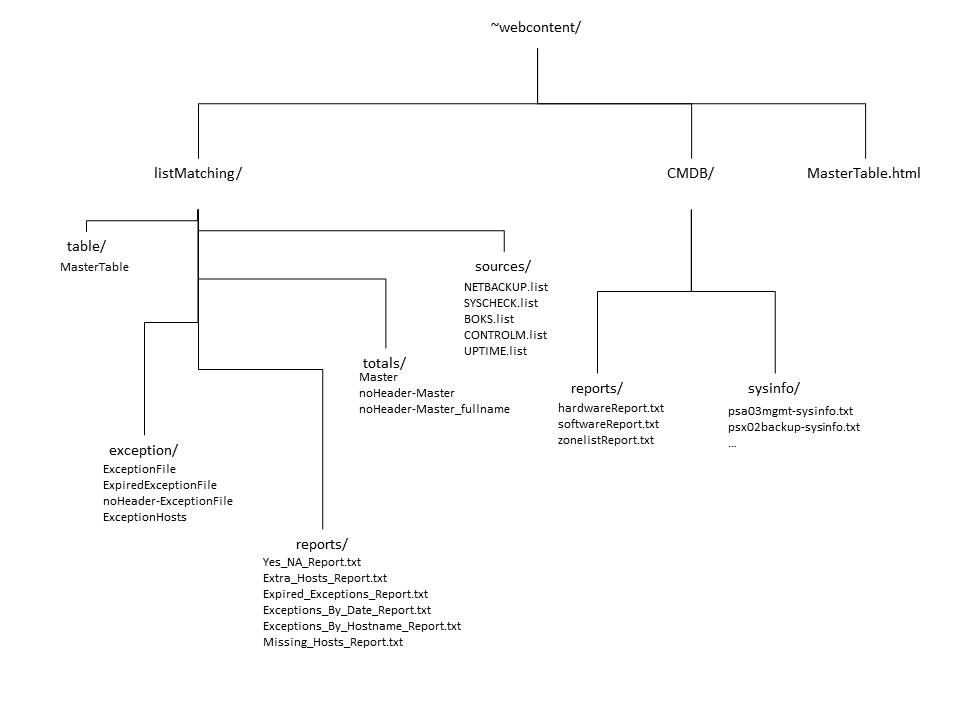 ~webcontent/
listMatching/
CMDB/
MasterTable.html
table/
MasterTable
sources/
NETBACKUP.list
SYSCHECK.list
BOKS.list
CONTROLM.list
UPTIME.list
totals/
Master
noHeader-Master
noHeader-Master_fullname
reports/
hardwareReport.txt
softwareReport.txt
zonelistReport.txt
sysinfo/
psa03mgmt-sysinfo.txt
psx02backup-sysinfo.txt
...
exception/
ExceptionFile
ExpiredExceptionFile
noHeader-ExceptionFile
ExceptionHosts
reports/
Yes_NA_Report.txt
Extra_Hosts_Report.txt
Expired_Exceptions_Report.txt
Exceptions_By_Date_Report.txt
Exceptions_By_Hostname_Report.txt
Missing_Hosts_Report.txt